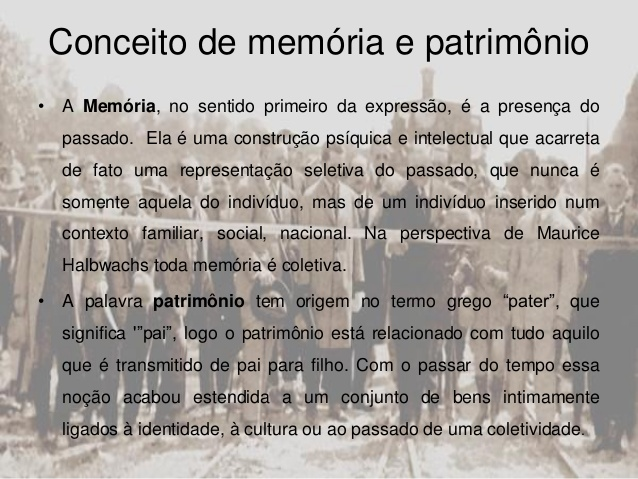 Conceito de memória e patrimônio
• A Memória, no sentido primeiro da expressão, é a presença do
passado. Ela é uma construção psíquica e intelectual que acarreta
de fato uma representação seletiva do passado, que nunca é
somente aquela do indivíduo, mas de um indivíduo inserido num
contexto familiar, social, nacional. Na perspectiva de Maurice
Halbwachs toda memória é coletiva.
• A palavra patrimônio tem origem no termo grego “pater”, que
significa '”pai”, logo o patrimônio está relacionado com tudo aquilo
que é transmitido de pai para filho. Com o passar do tempo essa
noção acabou estendida a um conjunto de bens intimamente
ligados à identidade, à cultura ou ao passado de uma coletividade.